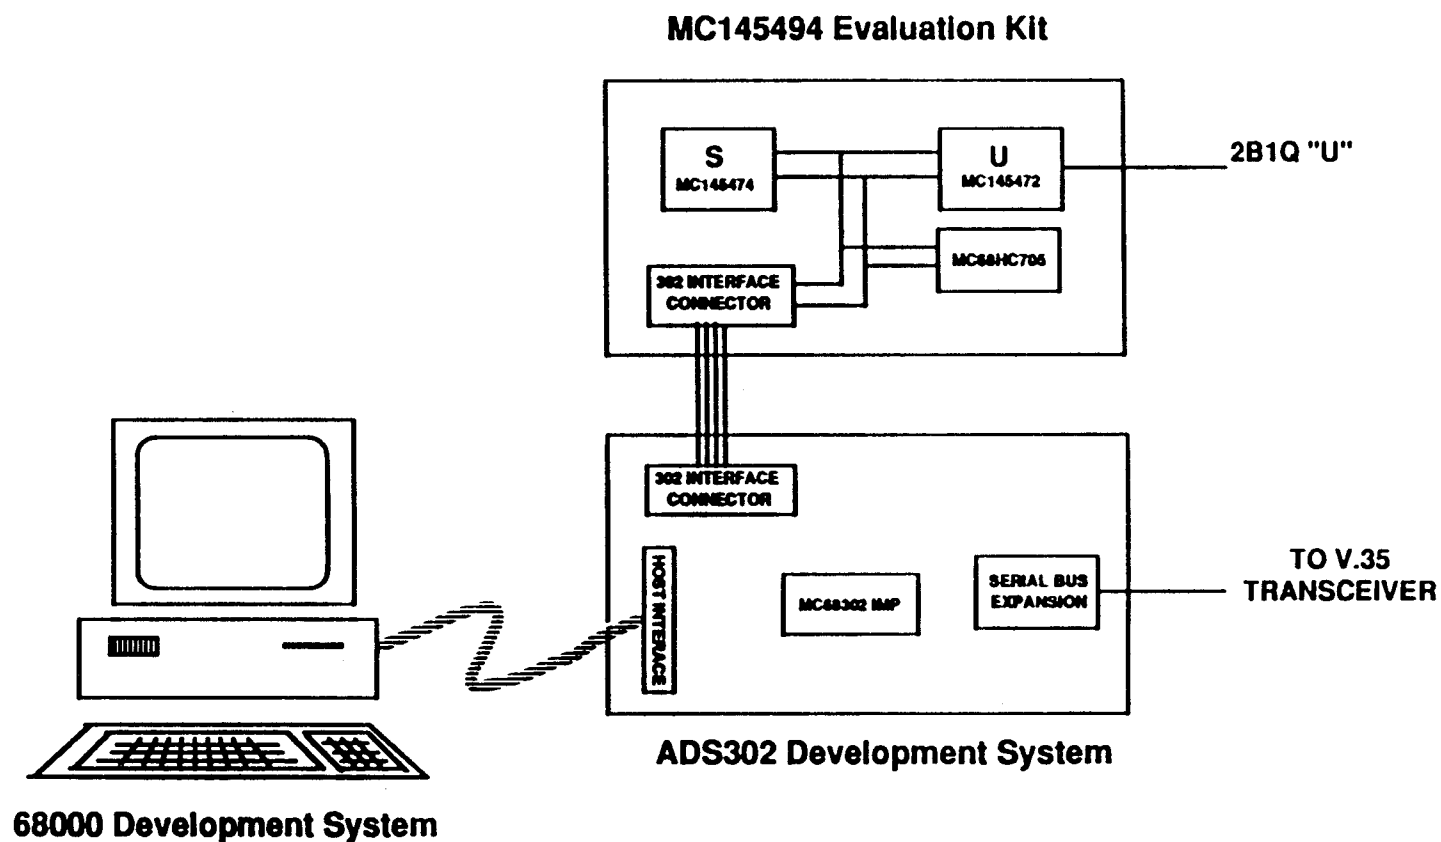 MC145494 Evaluation Kit
S
MC145474
U
MC145472
2B1Q "U"
MC68HC705
302 INTERFACE
CONNECTOR
302 INTERFACE
CONNECTOR
HOST INTERACE
MC68302 IMP
SERIAL BUS
EXPANSION
TO V.35
TRANSCEIVER
ADS302 Development System
68000 Development System